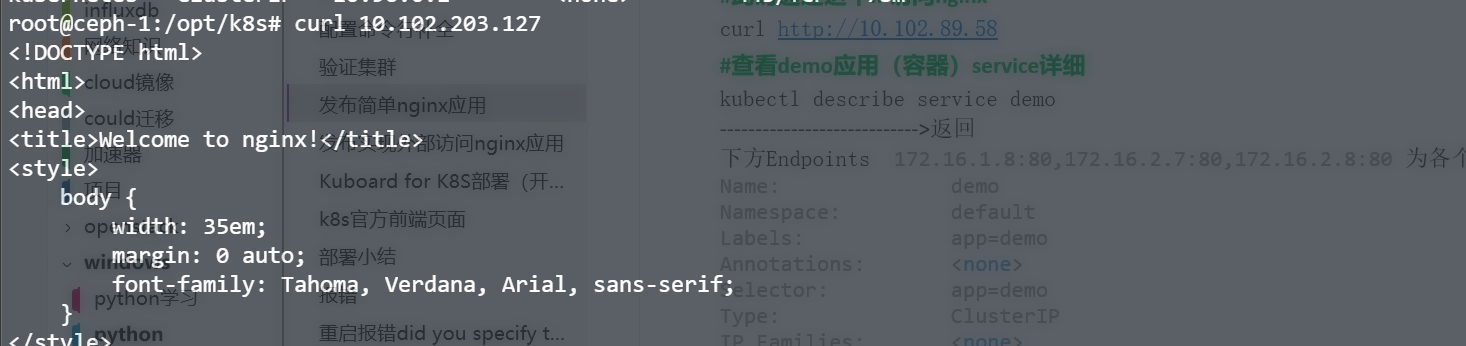 root@ceph-1:/opt/k8s# curl 10.102.203.127
<!DOCTYPE html>
<html>
<head>
<title>Welcome to nginx!</title>
<style>
    body {
        width: 35em;
        margin: 0 auto;
        font-family: Tahoma, Verdana, Arial, sans-serif;
    }
</style>
influxdb
网络知识
cloud镜像
could迁移
加速器
项目
windows
python学习
python
验证集群
发布简单nginx应用
发布实现外部访问nginx应用
Kuboard for K8S部署（开...
k8s官方前端页面
部署小结
报错
重启报错did you specify t...
curl http://10.102.89.58
#查看demo应用（容器）service详细
kubectl describe service demo
---------------------------->返回
下方Endpoints 172.16.1.8:80,172.16.2.7:80,172.16.2.8:80 为各个
Name: demo
Namespace: default
Labels: app=demo
Annotations: <none>
Selector: app=demo
Type: ClusterIP
IP Families: <none>